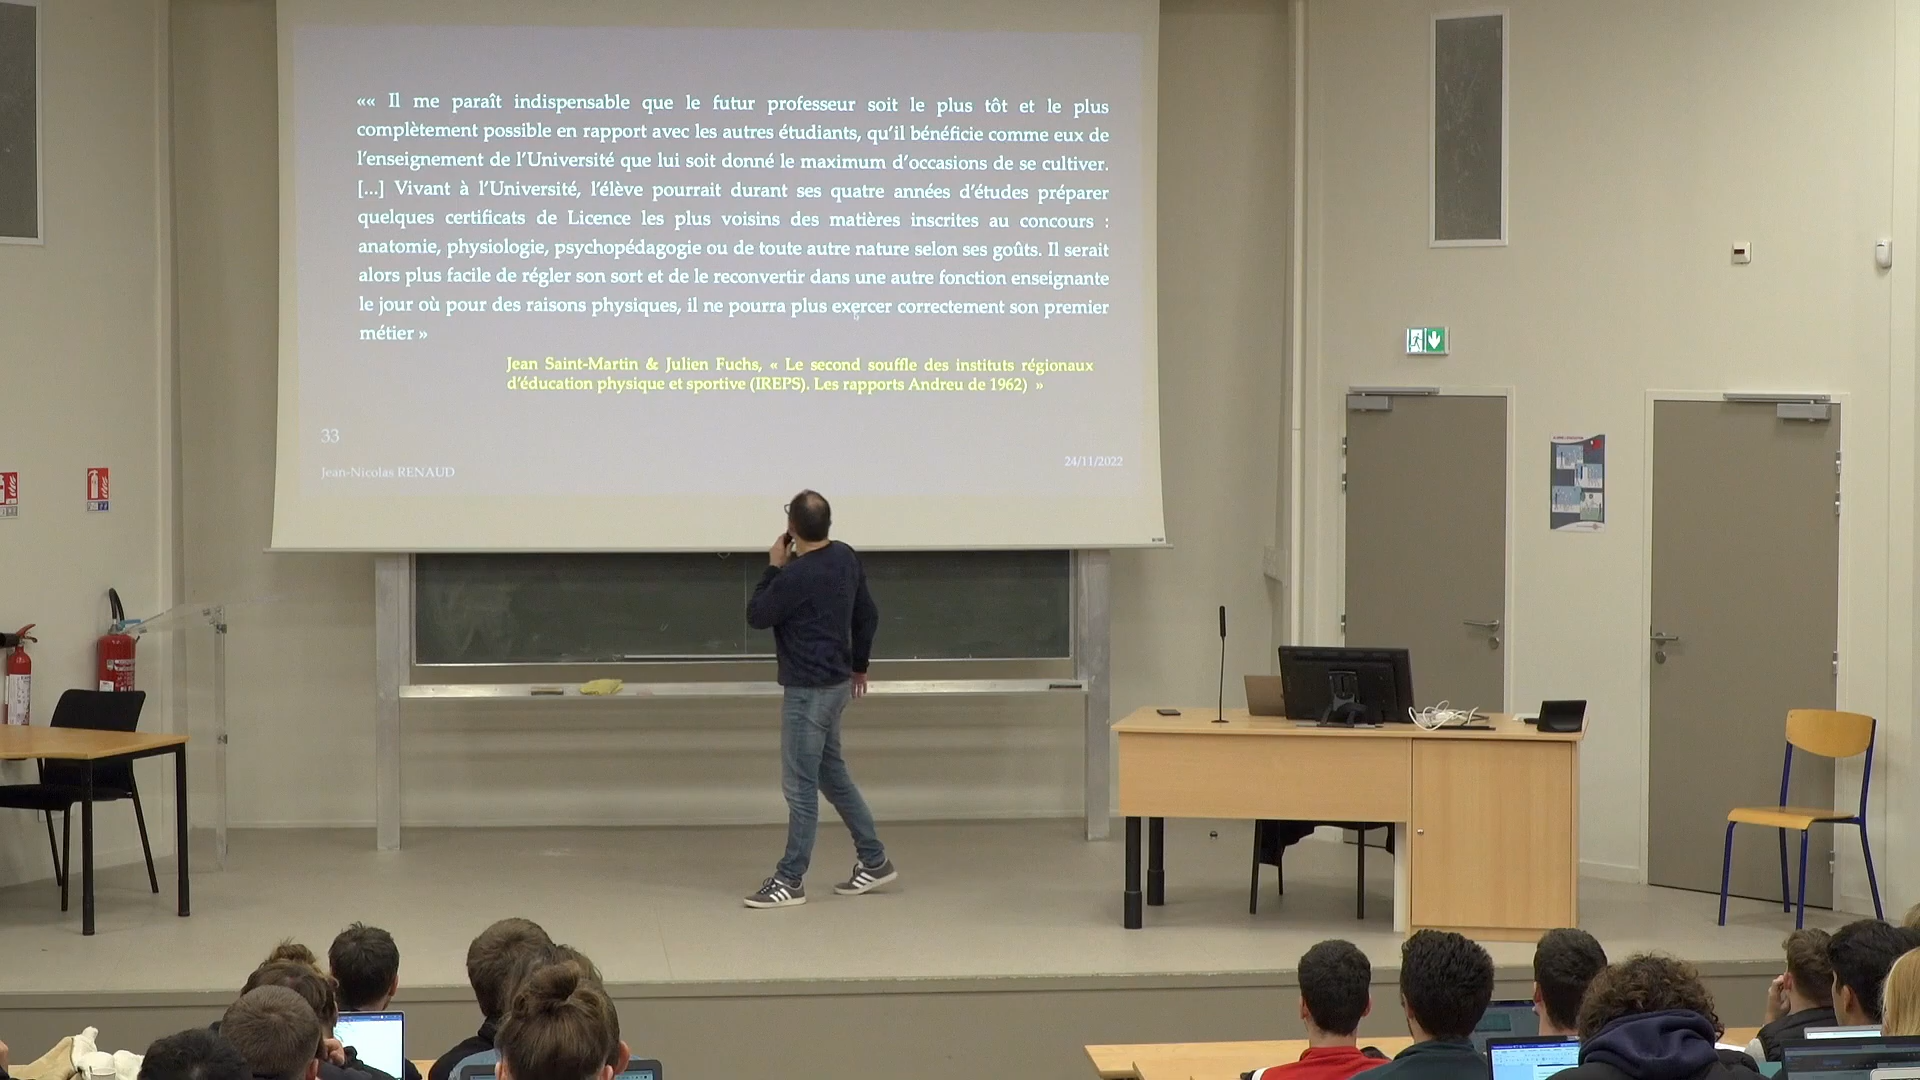 «« Il me paraît indispensable que le futur professeur soit le plus tôt et le plus
complètement possible en rapport avec les autres étudiants, qu'il bénéficie comme eux de
l'enseignement de l'Université que lui soit donné le maximum d'occasions de se cultiver.
[...] Vivant à l'Université, l'élève pourrait durant ses quatre années d'études préparer
quelques certificats de Licence les plus voisins des matières inscrites au concours :
anatomie, physiologie, psychopédagogie ou de toute autre nature selon ses goûts. Il serait
alors plus facile de régler son sort et de le reconvertir dans une autre fonction enseignante
le jour où pour des raisons physiques, il ne pourra plus exercer correctement son premier
métier »
Jean Saint-Martin & Julien Fuchs, « Le second souffle des instituts régionaux
d'éducation physique et sportive (IREPS). Les rapports Andreu de 1962) »
33
Jean-Nicolas RENAUD
24/11/2022